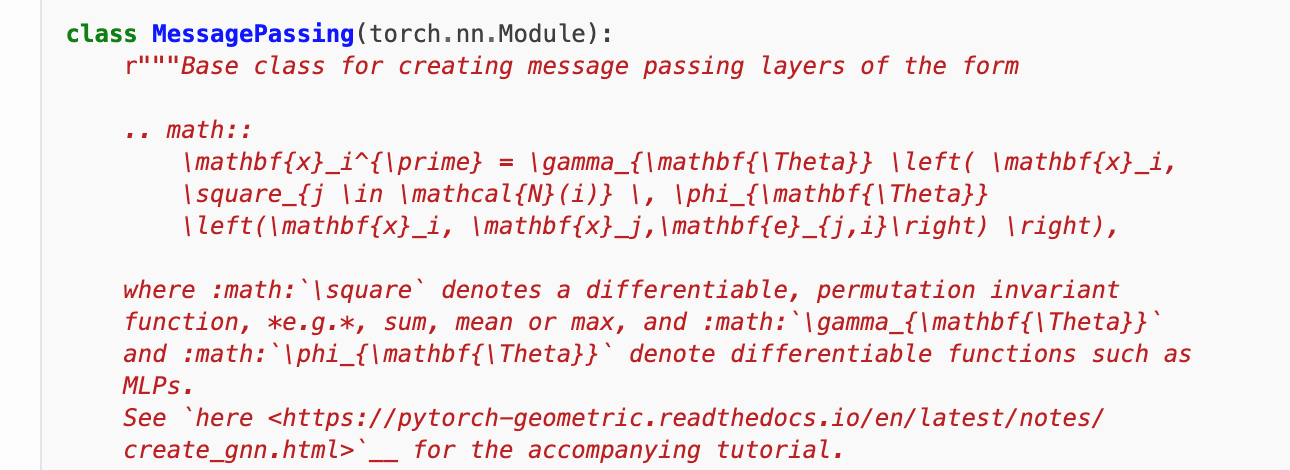 class MessagePassing(torch.nn.Module):
r"""Base class for creating message passing layers of the form
.. math::
\mathbf{x}_i^{\prime} = \gamma_{\mathbf{\Theta}} \left( \mathbf{x}_i,
\square_{j \in \mathcal{N}(i)} \, \phi_{\mathbf{\Theta}}
\left(\mathbf{x}_i, \mathbf{x}_j,\mathbf{e}_{j,i}\right) \right),
where :math:`\square` denotes a differentiable, permutation invariant
function, *e.g.*, sum, mean or max, and :math:`\gamma_{\mathbf{\Theta}}`
and :math:`\phi_{\mathbf{\Theta}}` denote differentiable functions such as
MLPs.
See `here <https://pytorch-geometric.readthedocs.io/en/latest/notes/
create_gnn.html>`__ for the accompanying tutorial.